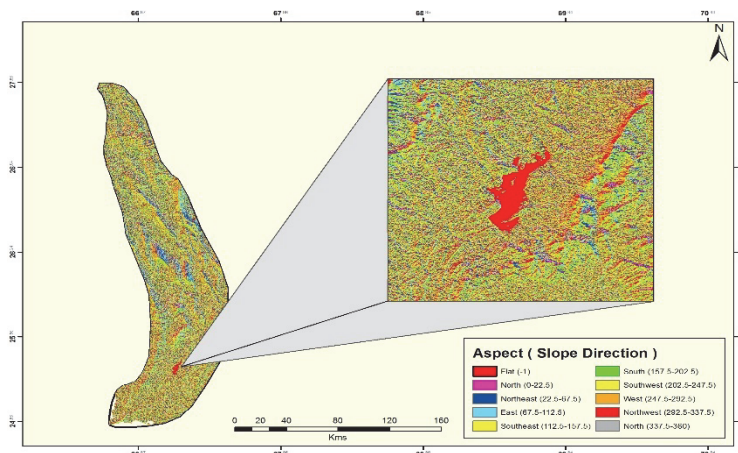 N
Aspect ( Slope Direction )
Flat (-1)
North (0-22.5)
Northeast (22.5-67.5)
East (67.5-112.5)
Southeast (112.5-157.5)
South (157.5-202.5)
Southwest (202.5-247.5)
West (247.5-292.5)
Northwest (292.5-337.5)
North (337.5-360)
0 20 40 80 120 160
Kms